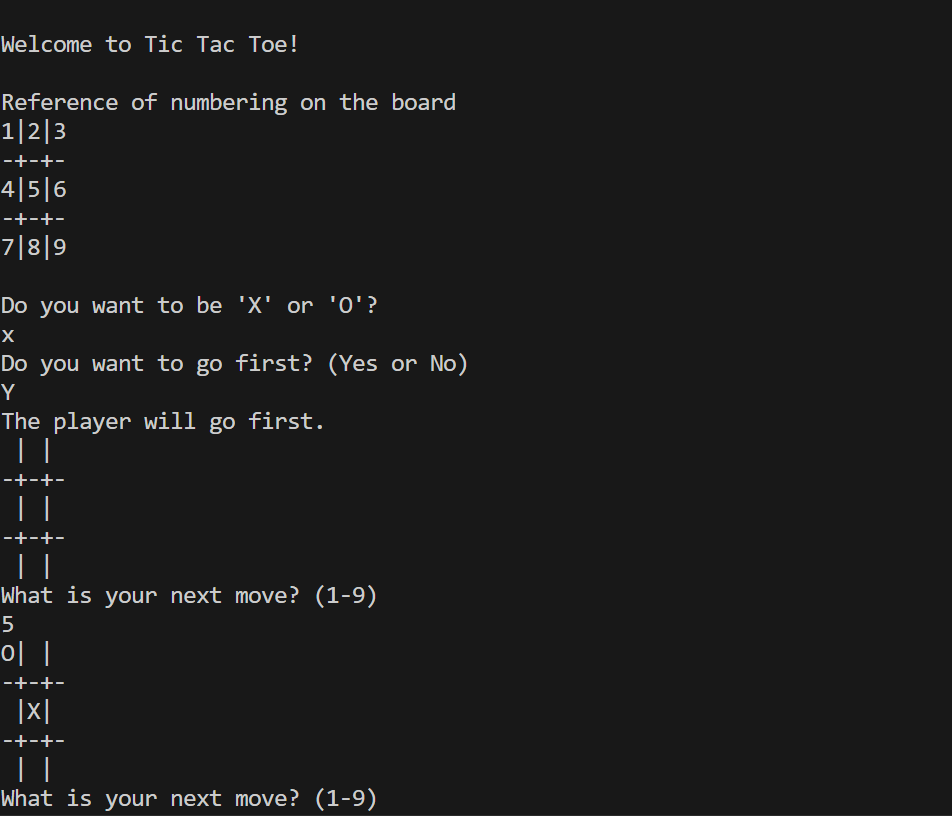 Welcome to Tic Tac Toe!
Reference of numbering on the board
1|2|3
-+-+-
4|5|6
-+-+-
7|8|9
Do you want to be 'X' or 'O'?
x
Do you want to go first? (Yes or No)
Y
The player will go first.
 | |
-+-+-
 | |
-+-+-
 | |
What is your next move? (1-9)
5
O| |
-+-+-
 |X|
-+-+-
 | |
What is your next move? (1-9)